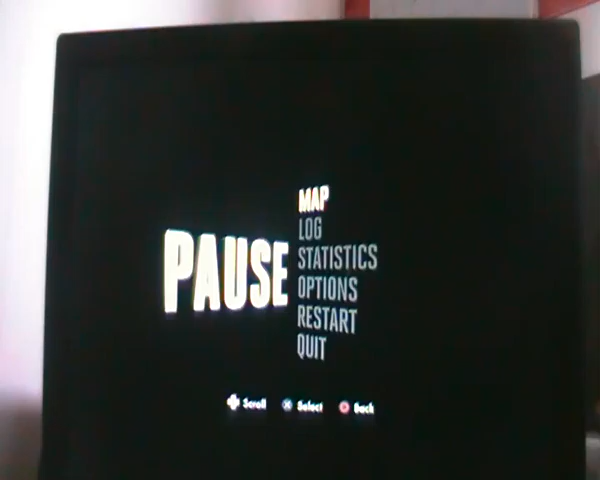 PAUSE
MAP
LOG
STATISTICS
OPTIONS
RESTART
QUIT
Scroll Select Back